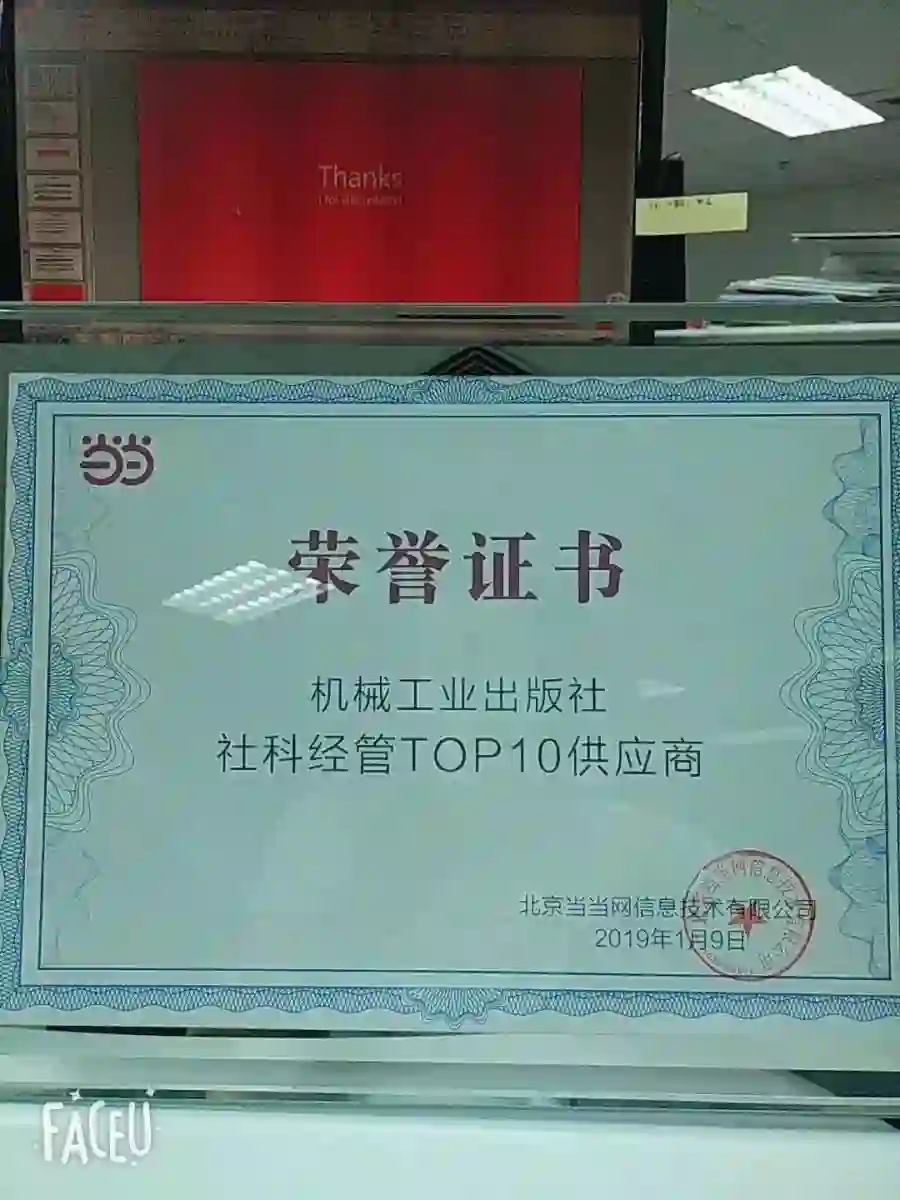 Thanks
当当
荣誉证书
机械工业出版社
社科经管TOP10供应商
北京当当网信息技术有限公司
2019年1月9日
FACEU